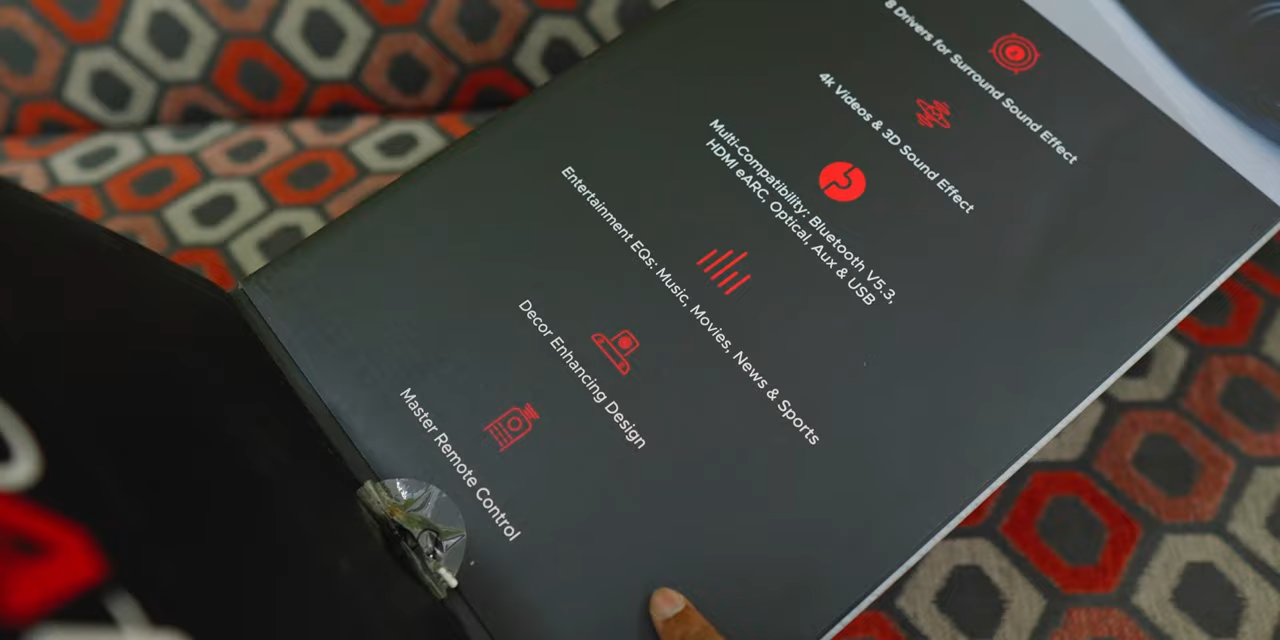 8 Drivers for Surround Sound Effect
4k Videos & 3D Sound Effect
Multi-Compatibility: Bluetooth V5.3,
HDMI eARC, Optical, Aux & USB
Entertainment EQs: Music, Movies, News & Sports
Decor Enhancing Design
Master Remote Control